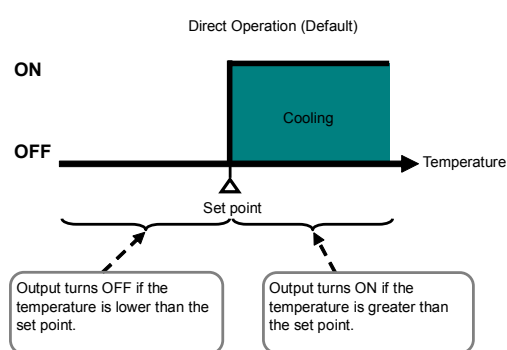 Direct Operation (Default)
ON
Cooling
OFF
Temperature
Set point
Output turns OFF if the
temperature is lower than the
set point.
Output turns ON if the
temperature is greater than
the set point.